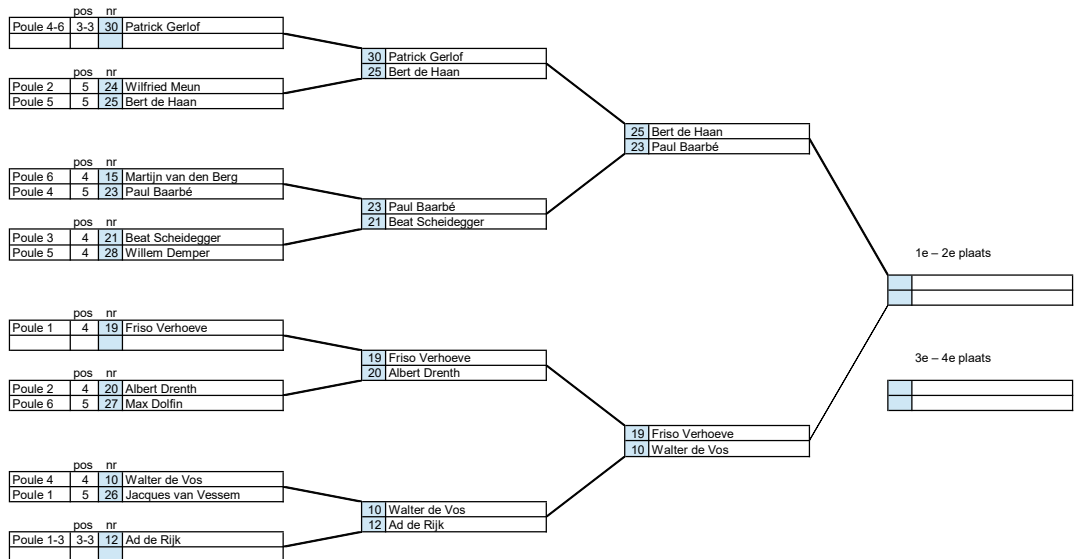 pos nr
Poule 4-6 3-3 30 Patrick Gerlof
30 Patrick Gerlof
25 Bert de Haan
pos nr
Poule 2 5 24 Wilfried Meun
Poule 5 5 25 Bert de Haan
25 Bert de Haan
23 Paul Baarbé
pos nr
Poule 6 4 15 Martijn van den Berg
Poule 4 5 23 Paul Baarbé
23 Paul Baarbé
21 Beat Scheidegger
pos nr
Poule 3 4 21 Beat Scheidegger
Poule 5 4 28 Willem Demper
1e – 2e plaats
pos nr
Poule 1 4 19 Friso Verhoeve
19 Friso Verhoeve
20 Albert Drenth
3e – 4e plaats
pos nr
Poule 2 4 20 Albert Drenth
Poule 6 5 27 Max Dolfin
19 Friso Verhoeve
10 Walter de Vos
pos nr
Poule 4 4 10 Walter de Vos
Poule 1 5 26 Jacques van Vessem
10 Walter de Vos
12 Ad de Rijk
pos nr
Poule 1-3 3-3 12 Ad de Rijk